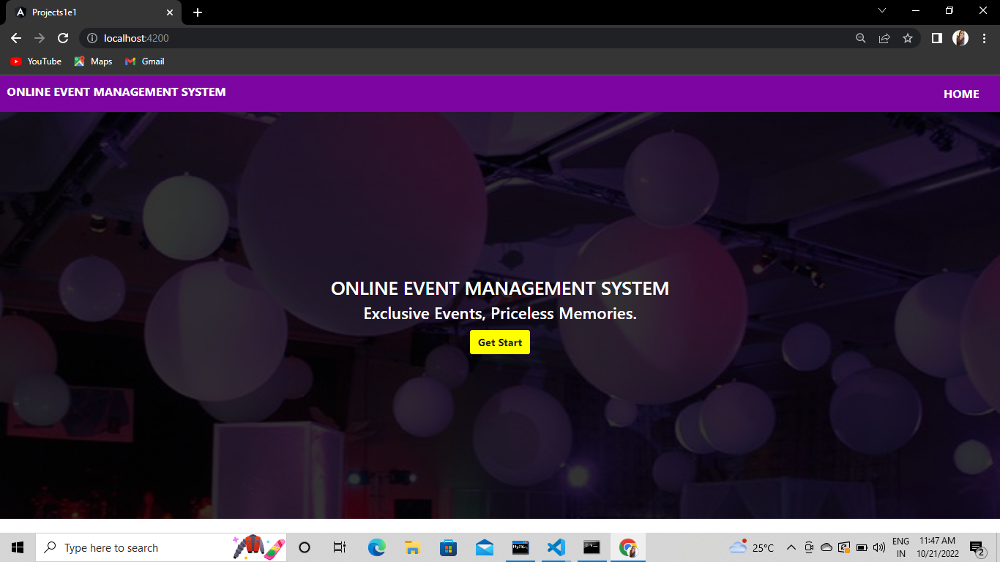 Projects1e1
localhost:4200
YouTube Maps Gmail
ONLINE EVENT MANAGEMENT SYSTEM HOME
ONLINE EVENT MANAGEMENT SYSTEM
Exclusive Events, Priceless Memories.
Get Start
Type here to search
25°C
ENG
IN
11:47 AM
10/21/2022
2